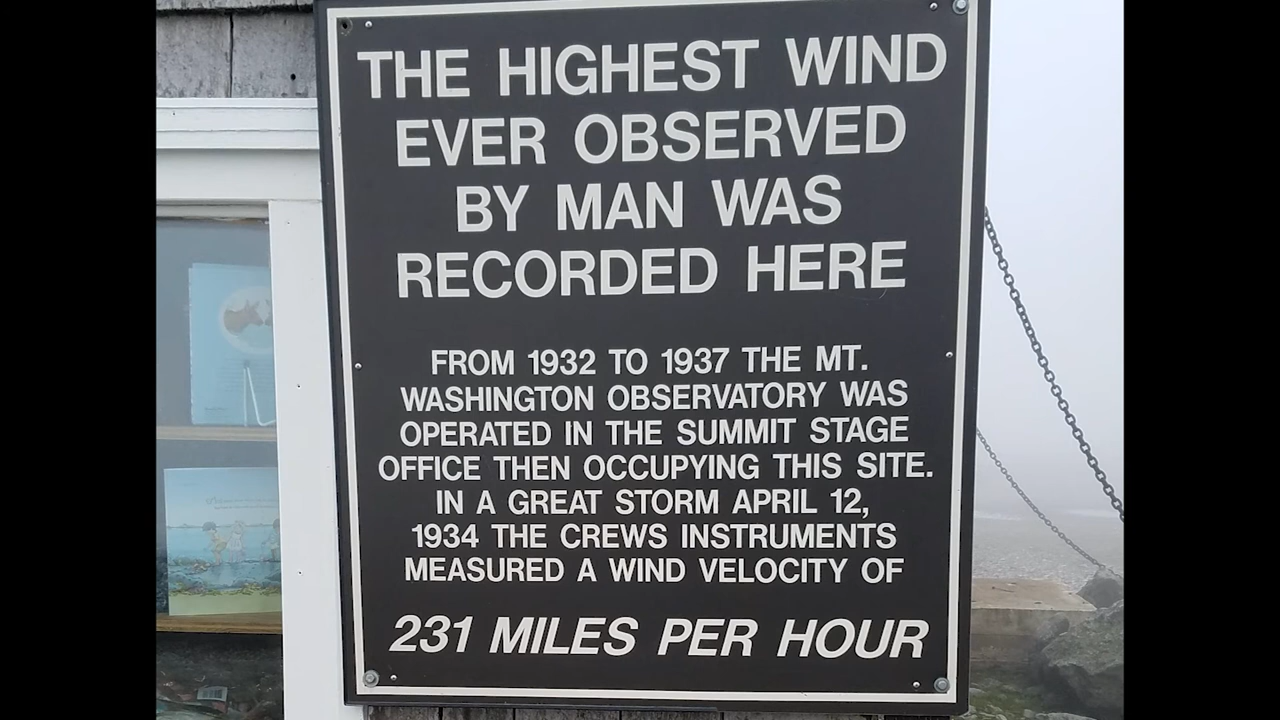 THE HIGHEST WIND
EVER OBSERVED
BY MAN WAS
RECORDED HERE
FROM 1932 TO 1937 THE MT.
WASHINGTON OBSERVATORY WAS
OPERATED IN THE SUMMIT STAGE
OFFICE THEN OCCUPYING THIS SITE.
IN A GREAT STORM APRIL 12,
1934 THE CREWS INSTRUMENTS
MEASURED A WIND VELOCITY OF
231 MILES PER HOUR